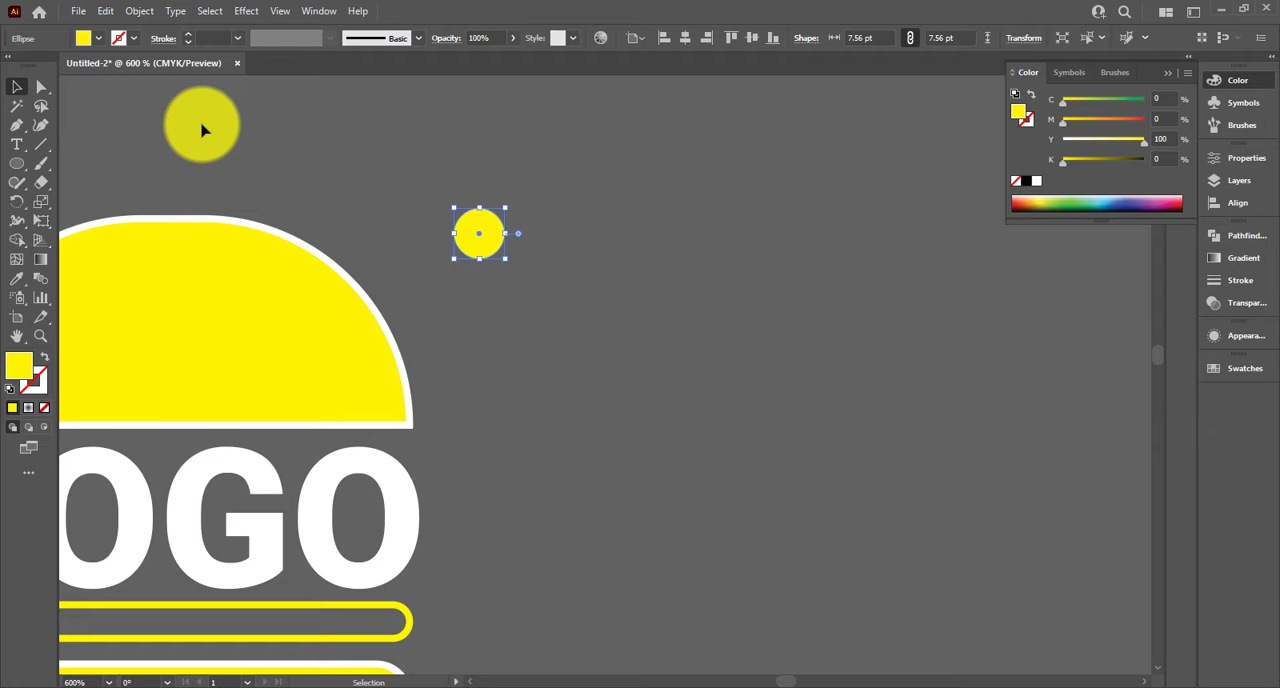 Ai File Edit Object Type Select Effect View Window Help
Ellipse Stroke: Basic Opacity: 100% Style: Shape: 7.56 pt 7.56 pt Transform
Untitled-2* @ 600 % (CMYK/Preview) ×
Color Symbols Brushes
C 0 %
M 0 %
Y 100 %
K 0 %
Color
Symbols
Brushes
Properties
Layers
Align
Pathfind...
Gradient
Stroke
Transpar...
Appeara...
Swatches
OGO
600% 0° 1 Selection